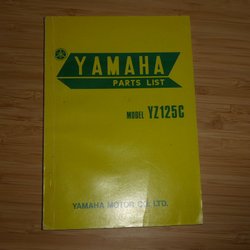 YAMAHA
PARTS LIST
MODEL YZ125C
YAMAHA MOTOR CO., LTD.